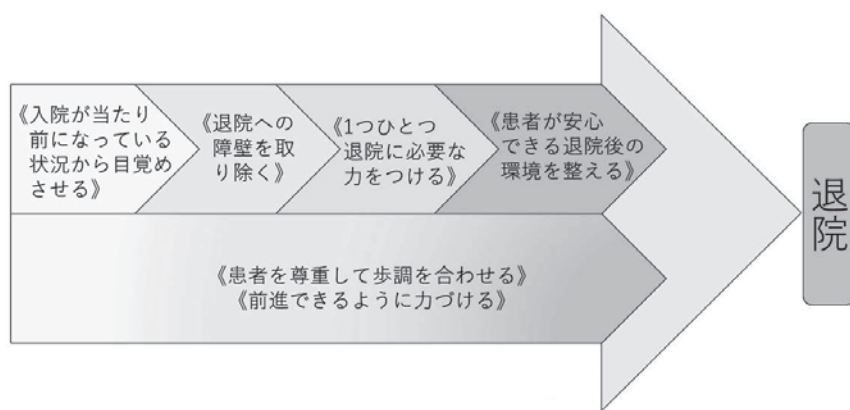 《入院が当たり
前になっている
状況から目覚め
させる》
《退院への
障壁を取
り除く》
《1つひとつ
退院に必要な
力をつける》
《患者が安心
できる退院後の
環境を整える》
《患者を尊重して歩調を合わせる》
《前進できるように力づける》
退院